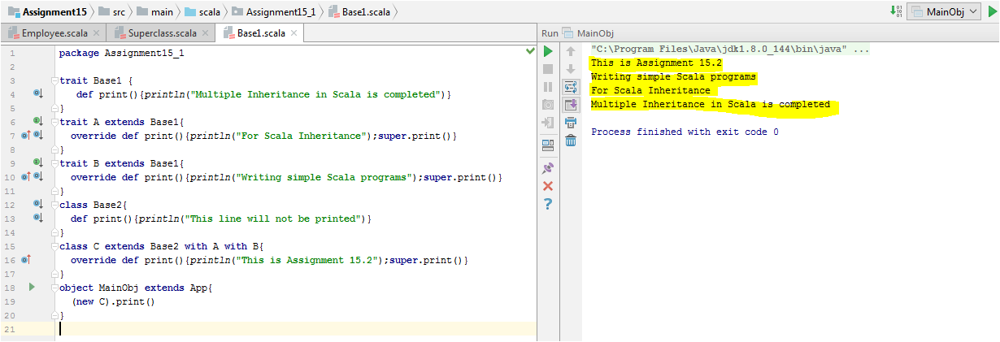 Assignment15 src main scala Assignment15_1 Base1.scala MainObj
Employee.scala Superclass.scala Base1.scala
1 package Assignment15_1
2
3 trait Base1 {
4 def print(){println("Multiple Inheritance in Scala is completed")}
5 }
6 trait A extends Base1{
7 override def print(){println("For Scala Inheritance");super.print()}
8 }
9 trait B extends Base1{
10 override def print(){println("Writing simple Scala programs");super.print()}
11 }
12 class Base2{
13 def print(){println("This line will not be printed")}
14 }
15 class C extends Base2 with A with B{
16 override def print(){println("This is Assignment 15.2");super.print()}
17 }
18 object MainObj extends App{
19 (new C).print()
20 }
21
Run MainObj
"C:\Program Files\Java\jdk1.8.0_144\bin\java" ...
This is Assignment 15.2
Writing simple Scala programs
For Scala Inheritance
Multiple Inheritance in Scala is completed
Process finished with exit code 0